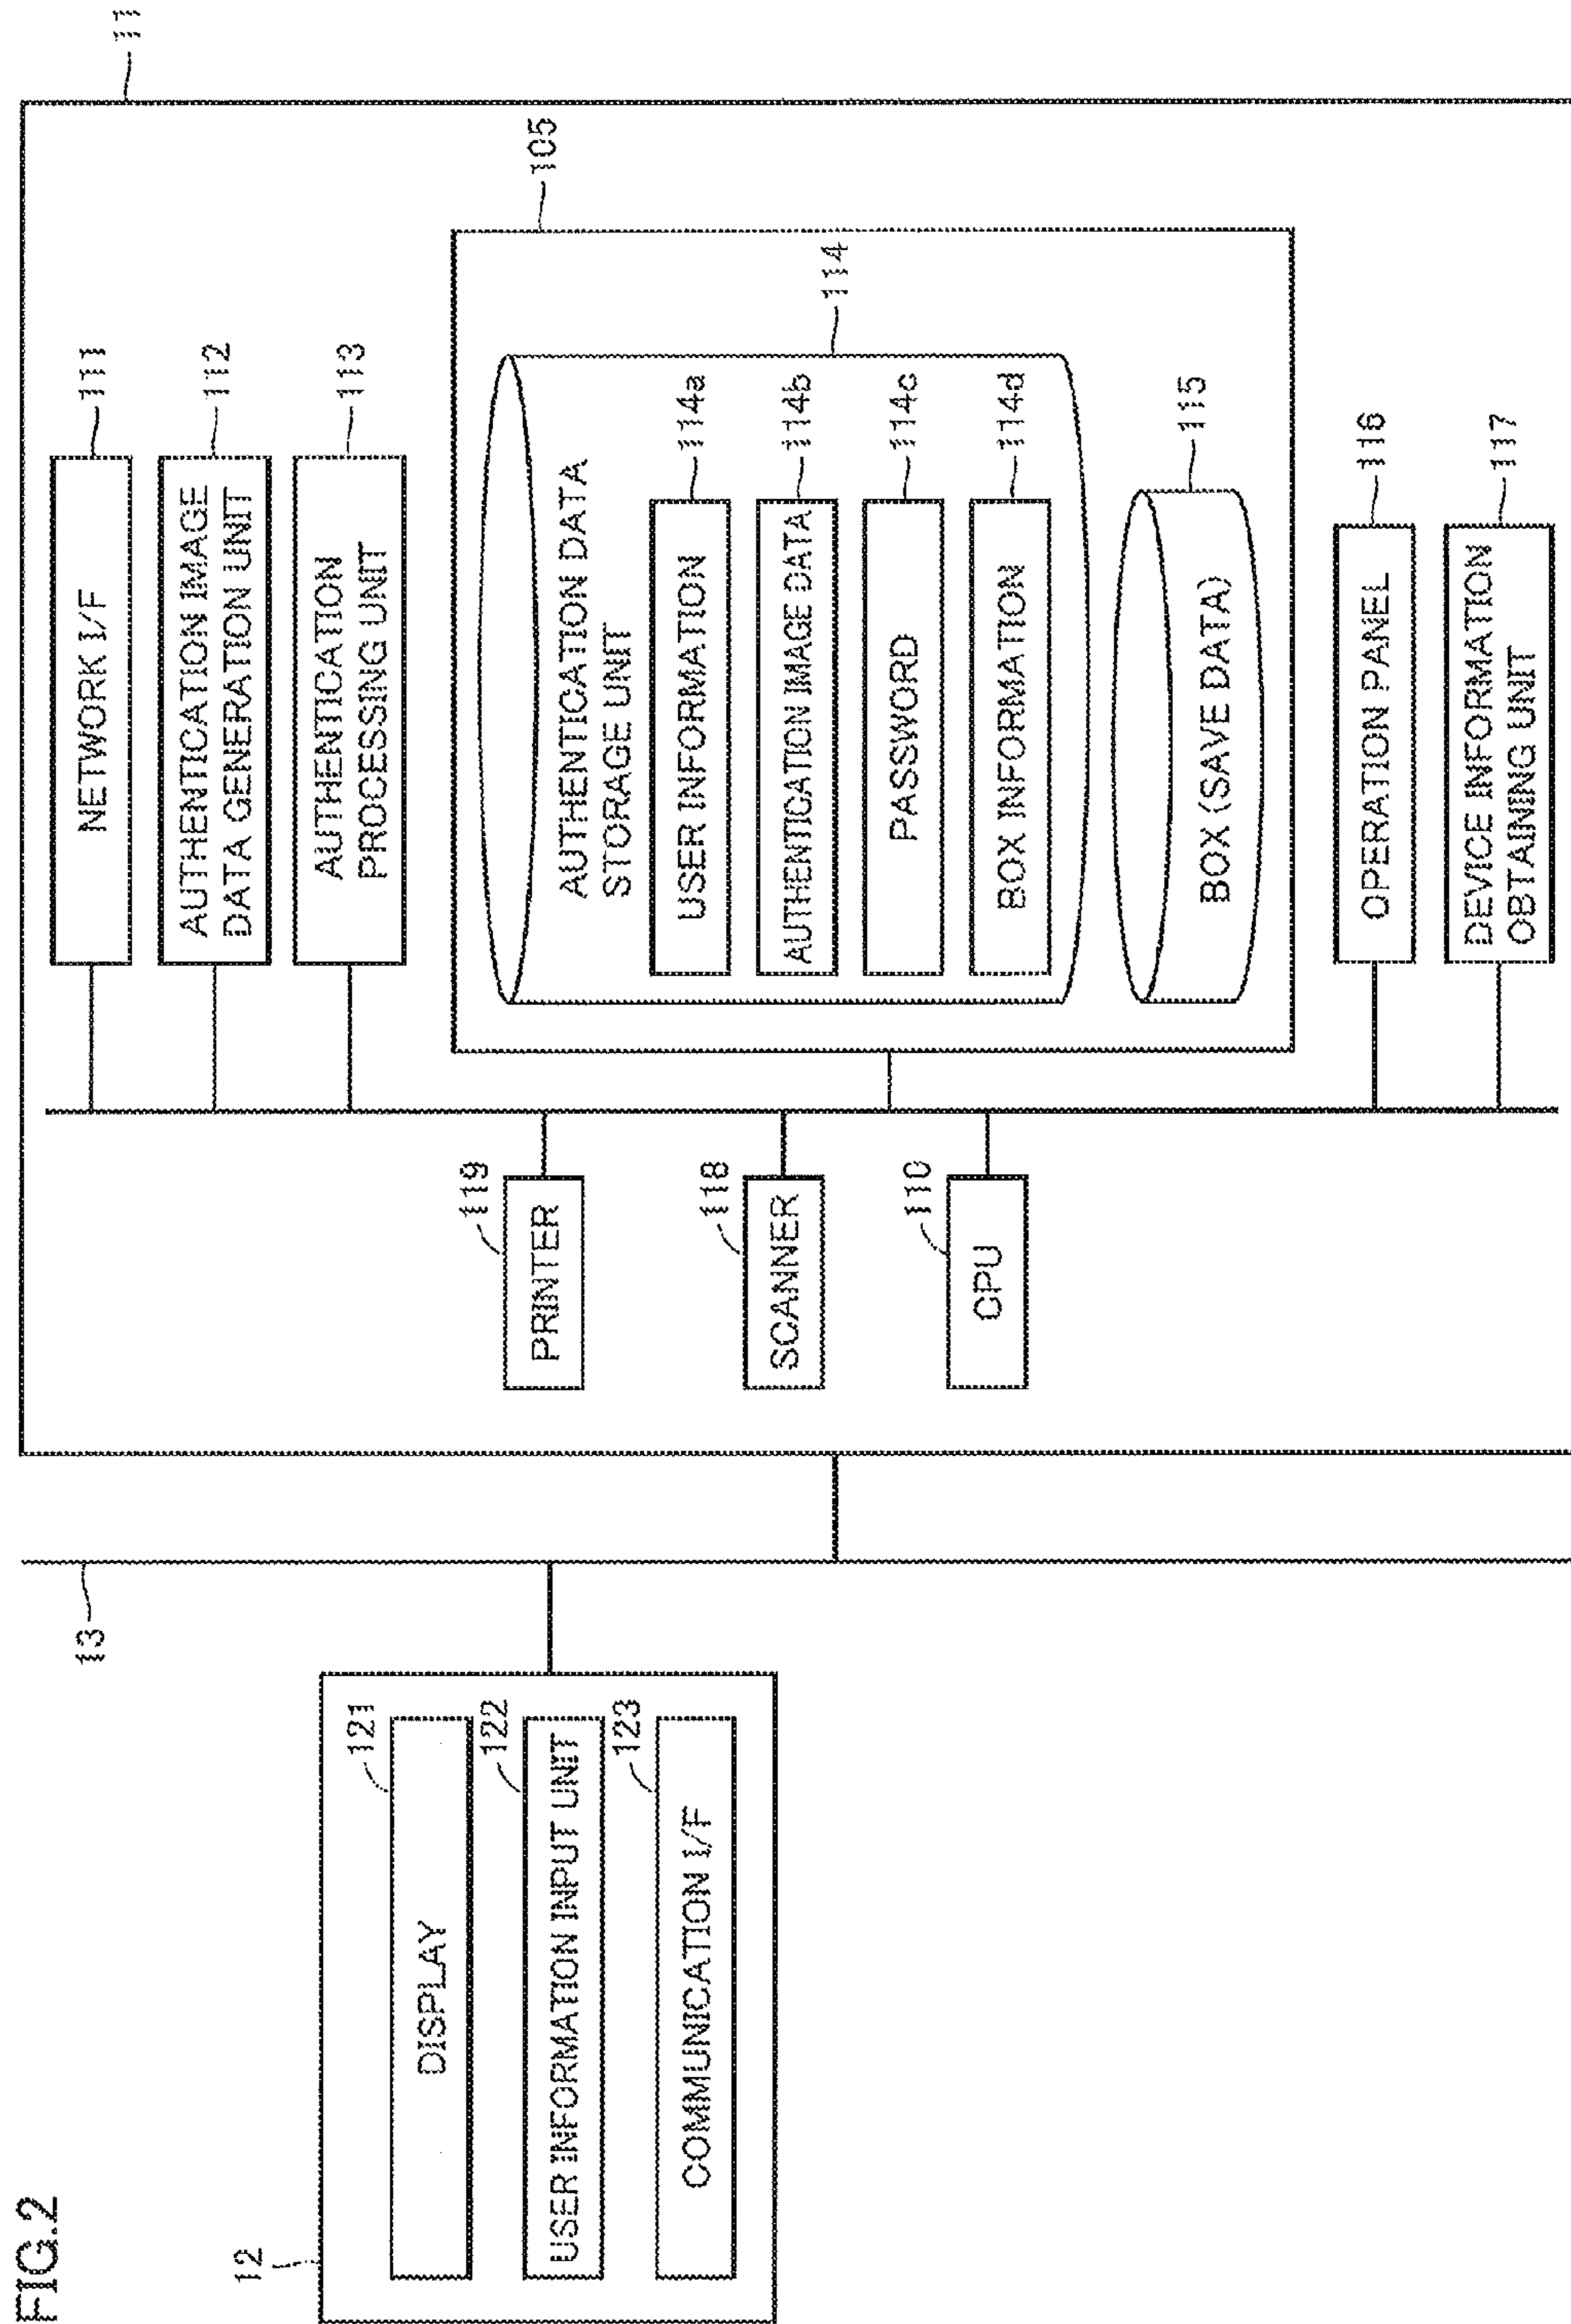 FIG.2
12
121
DISPLAY
122
USER INFORMATION INPUT UNIT
123
COMMUNICATION I/F
13
11
119
PRINTER
118
SCANNER
110
CPU
NETWORK I/F
111
AUTHENTICATION IMAGE
DATA GENERATION UNIT
112
AUTHENTICATION
PROCESSING UNIT
113
105
AUTHENTICATION DATA
STORAGE UNIT
114
USER INFORMATION
114a
AUTHENTICATION IMAGE DATA
114b
PASSWORD
114c
BOX INFORMATION
114d
BOX (SAVE DATA)
115
OPERATION PANEL
116
DEVICE INFORMATION
OBTAINING UNIT
117